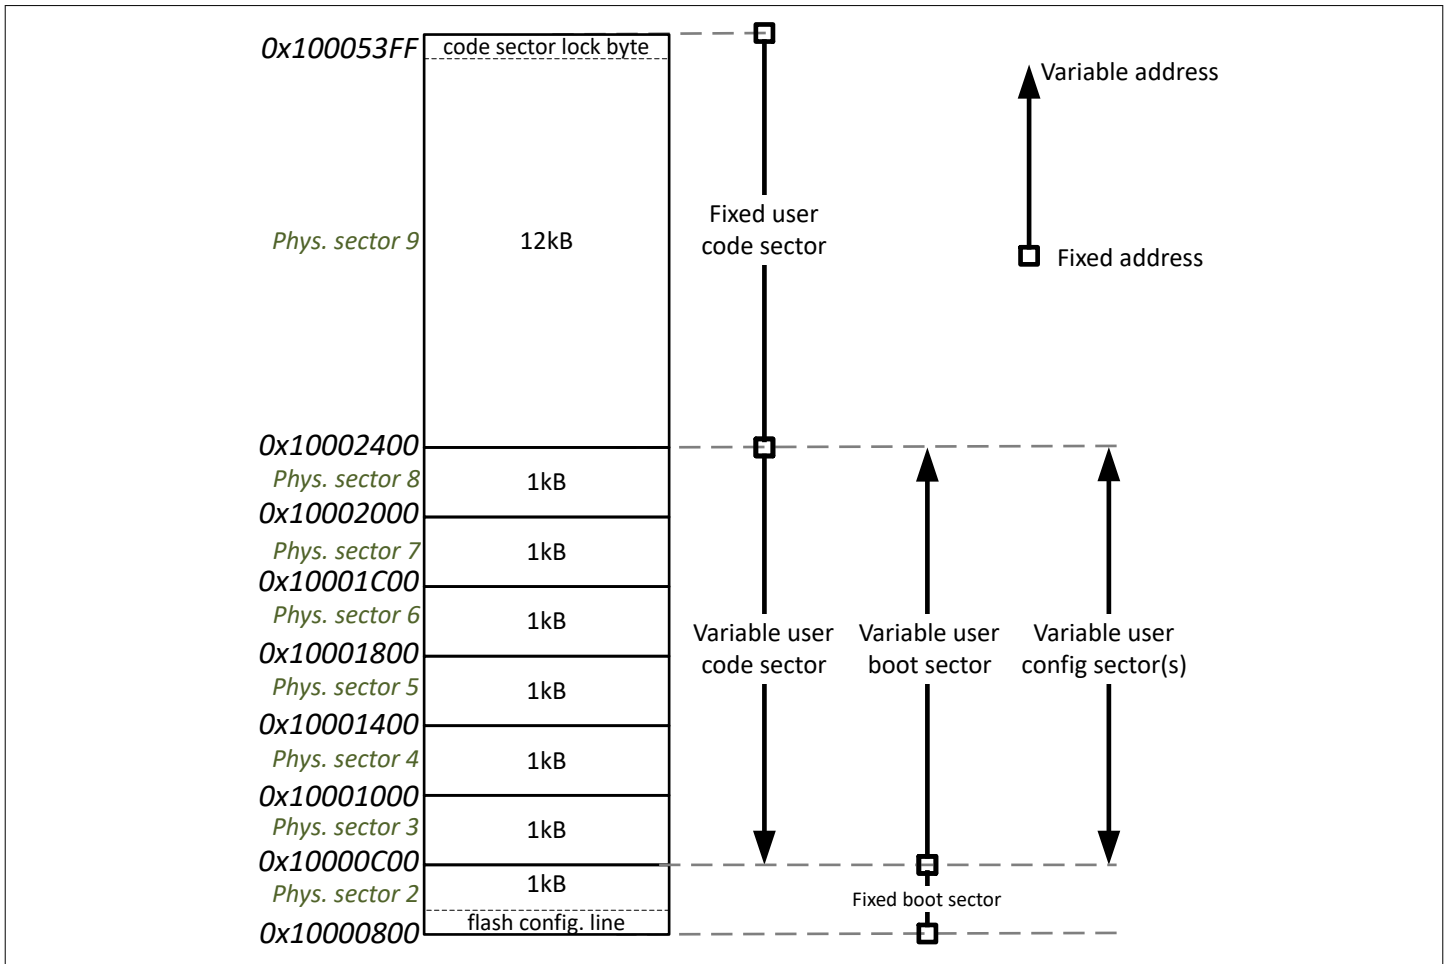 0x100053FF
code sector lock byte
Variable address
Fixed user
code sector
Phys. sector 9
12kB
Fixed address
0x10002400
Phys. sector 8
1kB
0x10002000
Phys. sector 7
1kB
0x10001C00
Phys. sector 6
1kB
Variable user
code sector
Variable user
boot sector
Variable user
config sector(s)
0x10001800
Phys. sector 5
1kB
0x10001400
Phys. sector 4
1kB
0x10001000
Phys. sector 3
1kB
0x10000C00
Phys. sector 2
1kB
Fixed boot sector
flash config. line
0x10000800